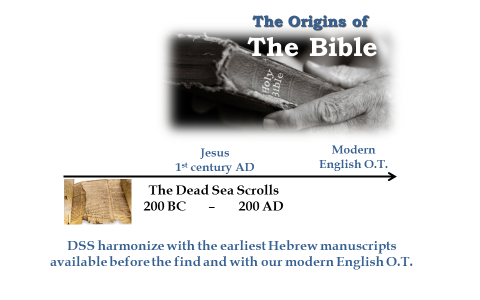 The Origins of
The Bible
Holy
Bible
Jesus
1st century AD
Modern
English O.T.
The Dead Sea Scrolls
200 BC – 200 AD
DSS harmonize with the earliest Hebrew manuscripts
available before the find and with our modern English O.T.